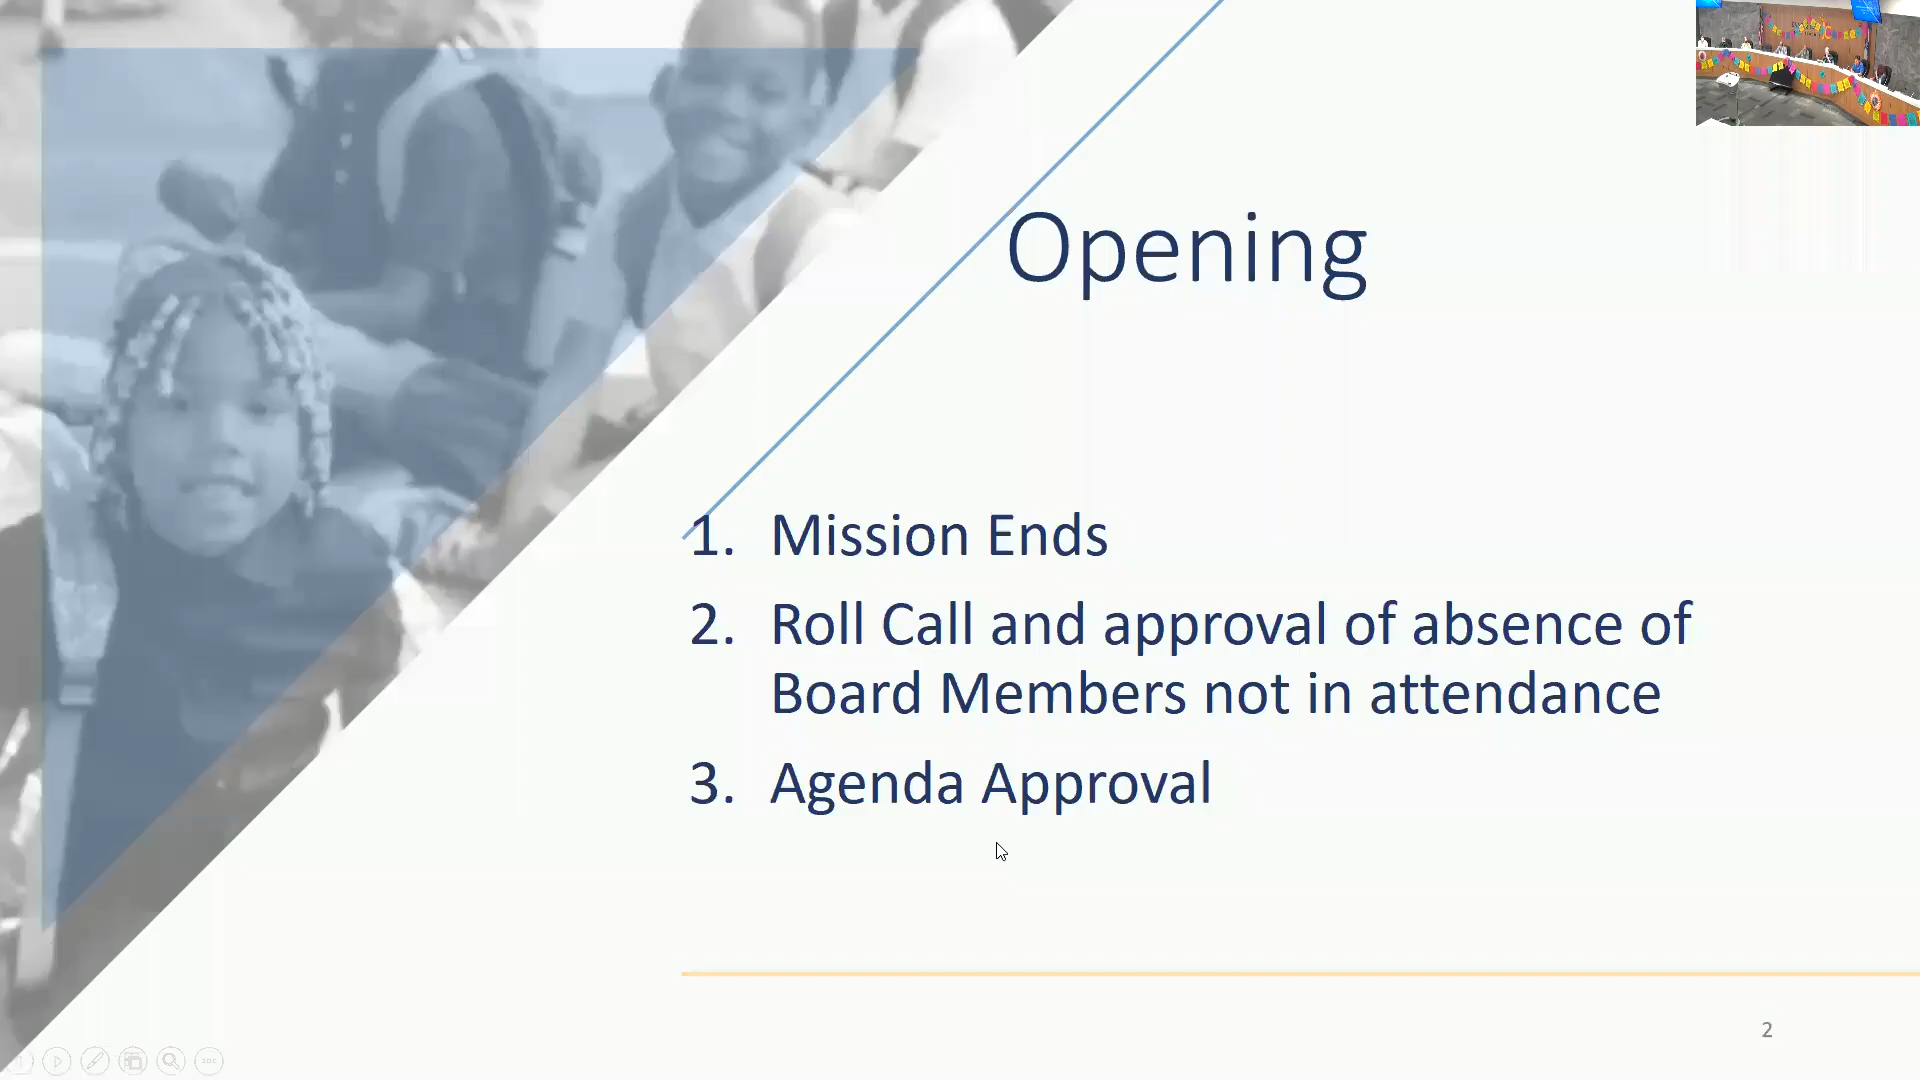 Opening
1. Mission Ends
2. Roll Call and approval of absence of
Board Members not in attendance
3. Agenda Approval
2